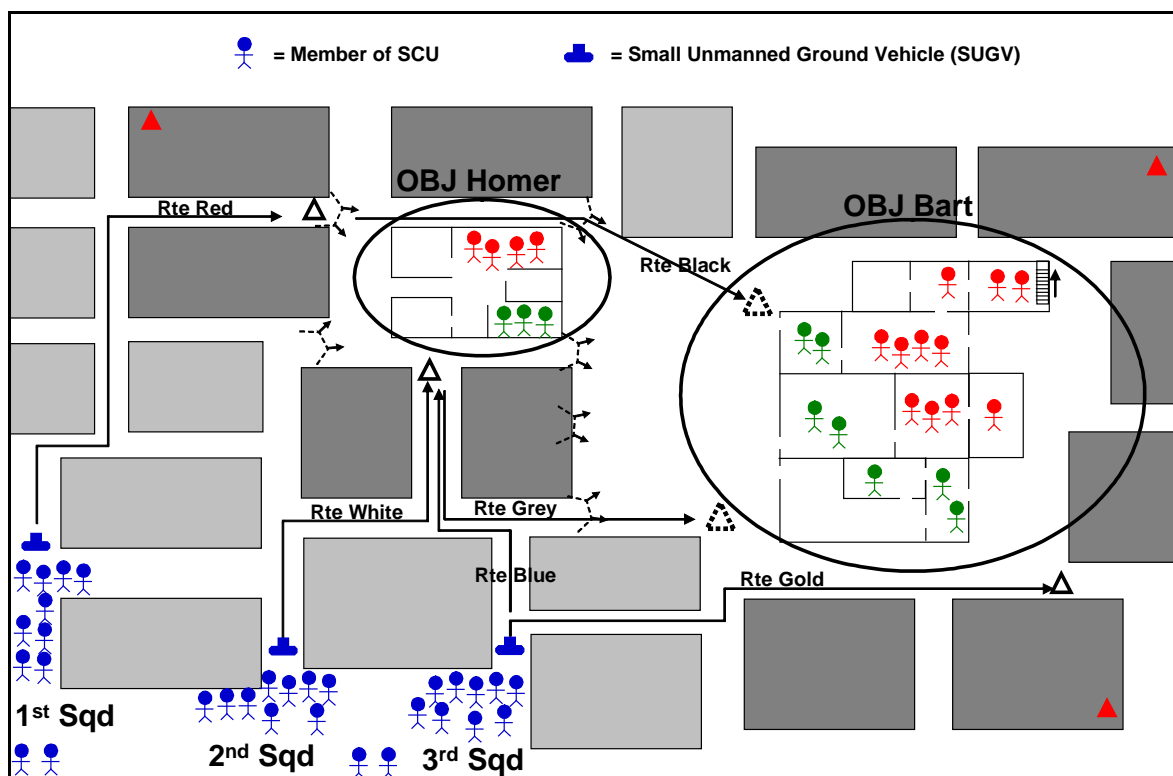 = Member of SCU
= Small Unmanned Ground Vehicle (SUGV)
OBJ Homer
Rte Red
OBJ Bart
Rte Black
Rte White
Rte Grey
Rte Blue
Rte Gold
1st Sqd
2nd Sqd
3rd Sqd